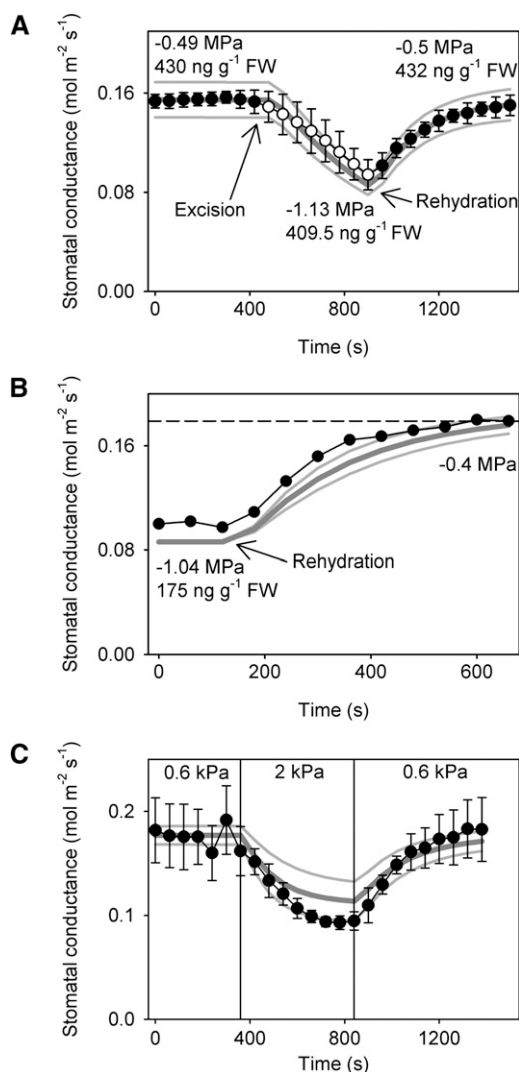 A
Stomatal conductance (mol m⁻² s⁻¹)
0.16
0.08
0.00
-0.49 MPa
430 ng g⁻¹ FW
-0.5 MPa
432 ng g⁻¹ FW
Excision
-1.13 MPa
409.5 ng g⁻¹ FW
Rehydration
0 400 800 1200
Time (s)
B
Stomatal conductance (mol m⁻² s⁻¹)
0.16
0.08
0.00
-0.4 MPa
-1.04 MPa
175 ng g⁻¹ FW
Rehydration
0 200 400 600
Time (s)
C
Stomatal conductance (mol m⁻² s⁻¹)
0.2
0.1
0.0
0.6 kPa 2 kPa 0.6 kPa
0 400 800 1200
Time (s)